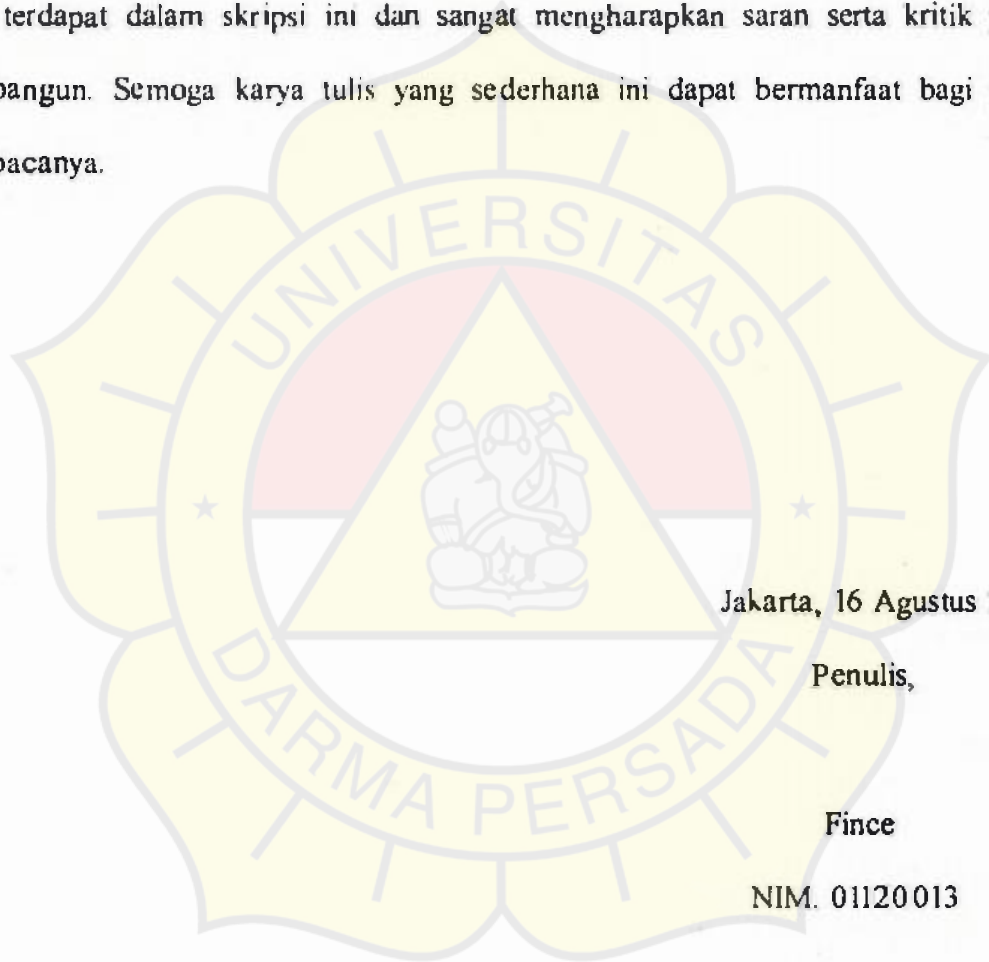 terdapat dalam skripsi ini dan sangat mengharapkan saran serta kritik
bangun. Semoga karya tulis yang sederhana ini dapat bermanfaat bagi
bacanya.
UNIVERSITAS
Jakarta, 16 Agustus
Penulis,
DARMA PERSADA
Fince
NIM. 01120013